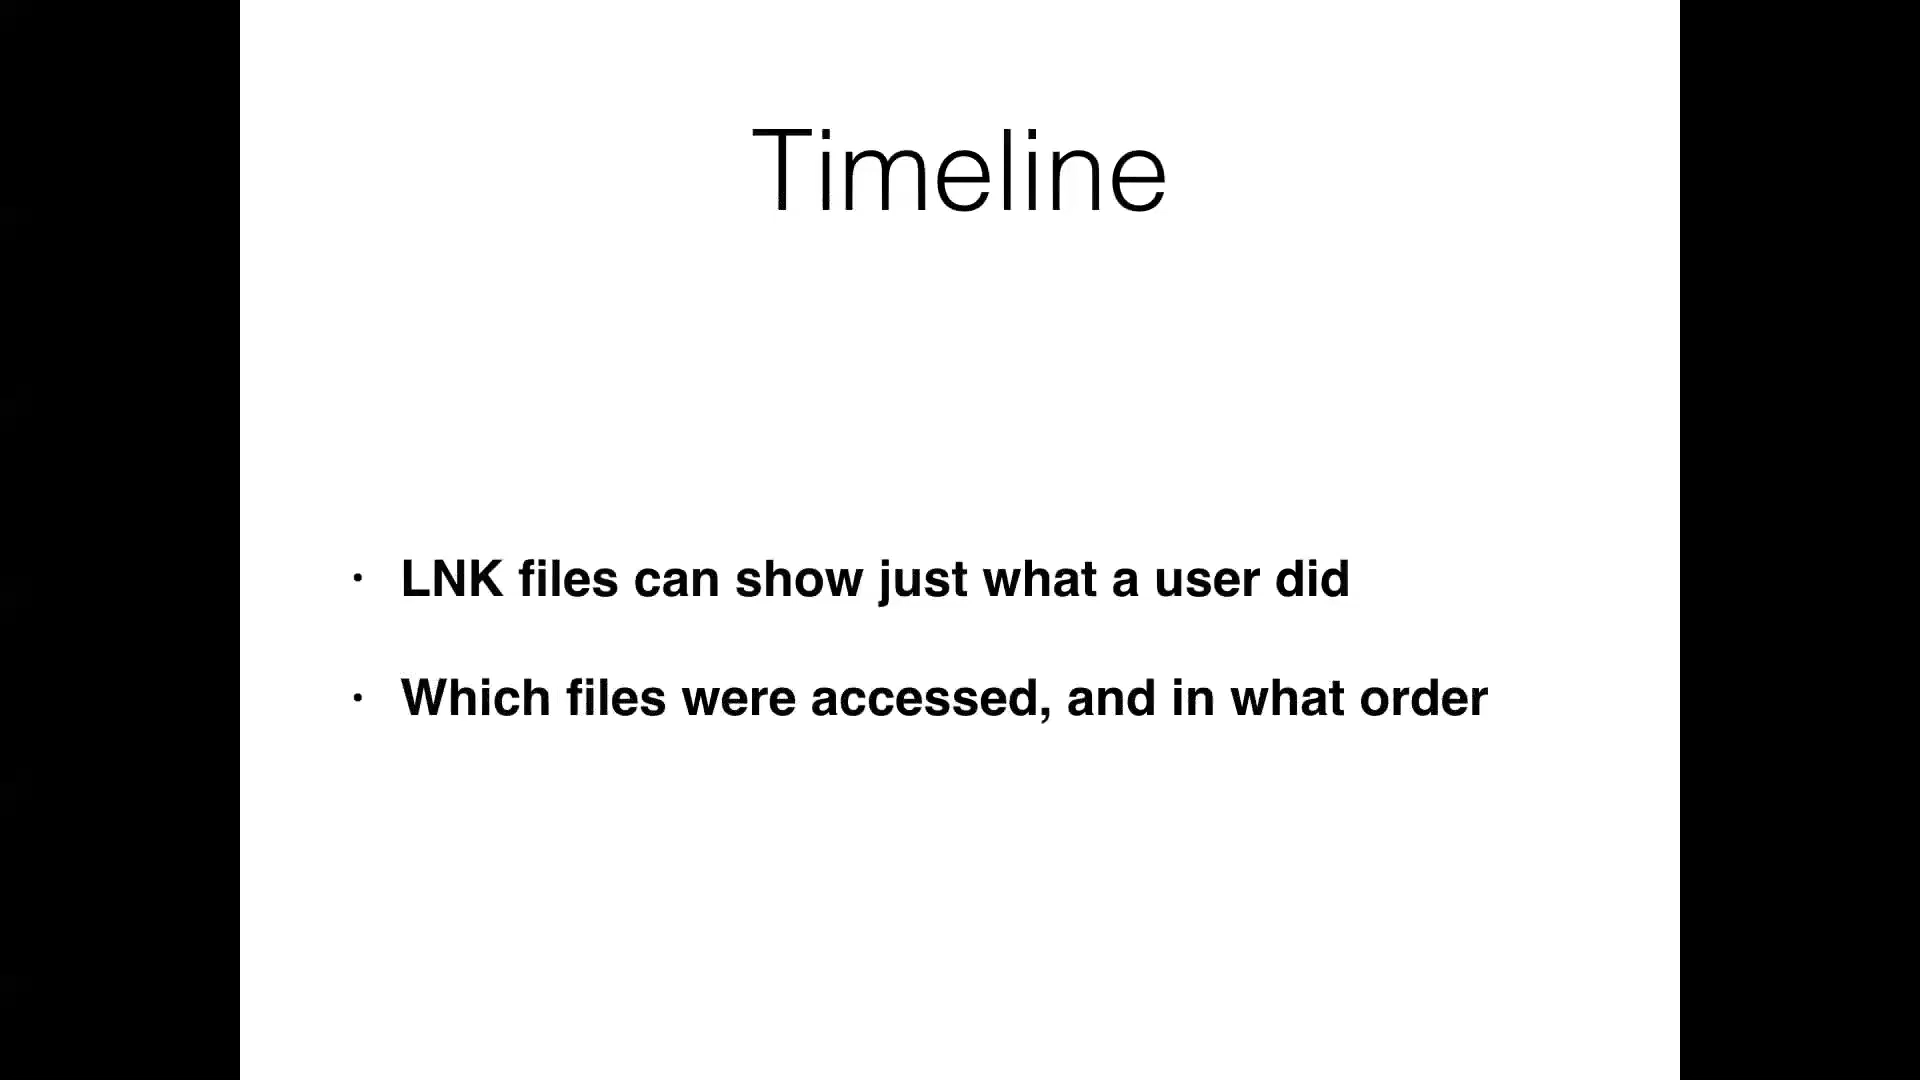 Timeline
• LNK files can show just what a user did
• Which files were accessed, and in what order